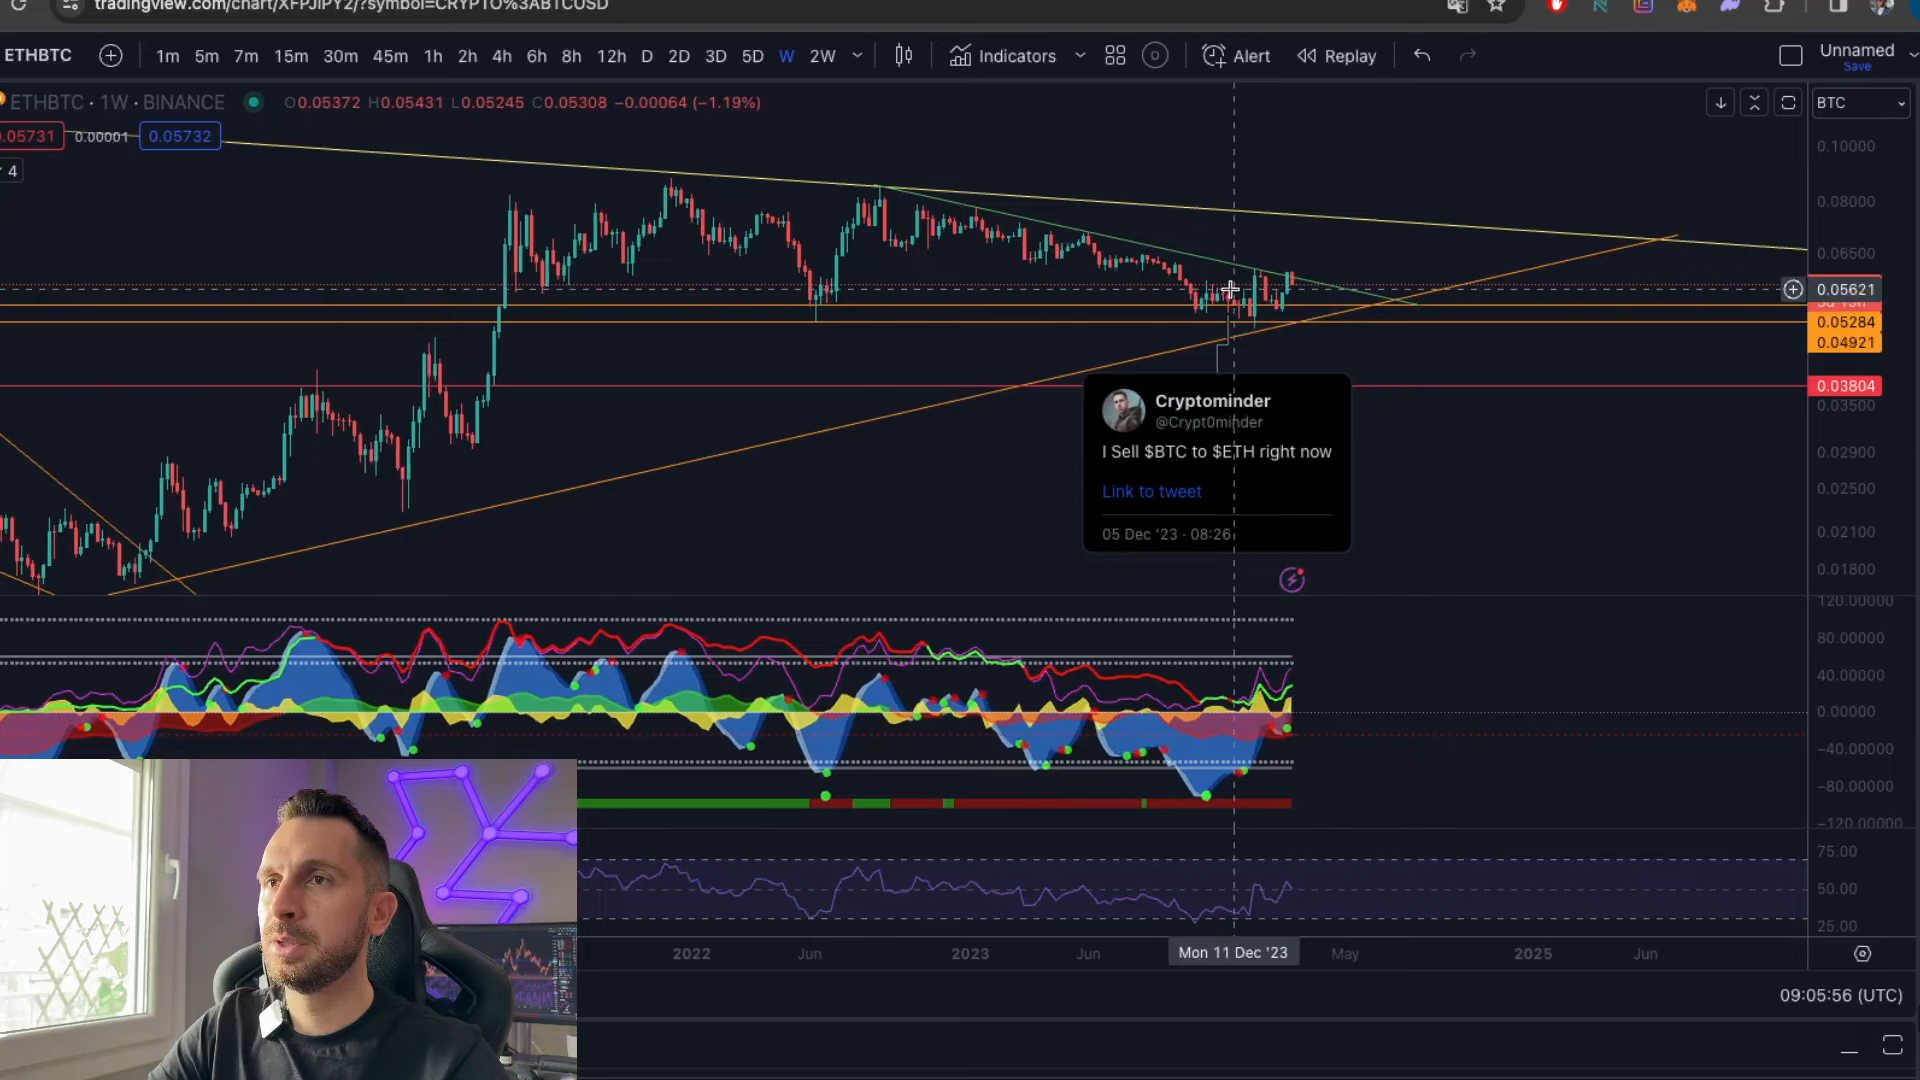 tradingview.com/chart/XFPJIPY2/?symbol=CRYPTO%3ABTCUSD
ETHBTC 1m 5m 7m 15m 30m 45m 1h 2h 4h 6h 8h 12h D 2D 3D 5D W 2W Indicators Alert Replay Unnamed
Save
ETHBTC · 1W · BINANCE O0.05372 H0.05431 L0.05245 C0.05308 −0.00064 (−1.19%) BTC
0.05731 0.00001 0.05732
4
0.10000
0.08000
0.06500
0.05621
0.05284
0.04921
0.03804
0.03500
0.02900
0.02500
0.02100
0.01800
Cryptominder
@Crypt0minder
I Sell $BTC to $ETH right now
Link to tweet
05 Dec '23 · 08:26
120.00000
80.00000
40.00000
0.00000
−40.00000
−80.00000
−120.00000
75.00
50.00
25.00
2022 Jun 2023 Jun Mon 11 Dec '23 May 2025 Jun
09:05:56 (UTC)